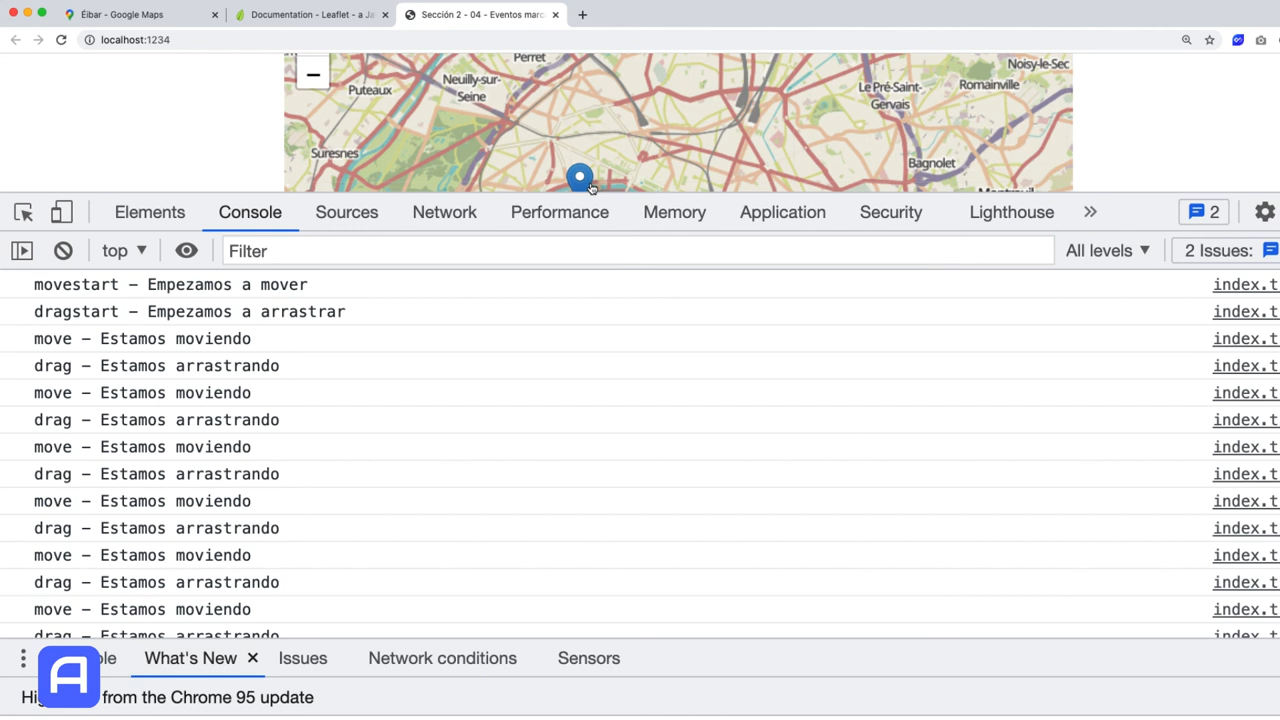 Éibar - Google Maps
Documentation - Leaflet - a Ja
Sección 2 - 04 - Eventos marc
localhost:1234
Perret
Noisy-le-Sec
Puteaux
Neuilly-sur-
Seine
Le Pré-Saint-
Gervais
Romainville
Suresnes
Bagnolet
Montreuil
Elements Console Sources Network Performance Memory Application Security Lighthouse 2
top Filter All levels 2 Issues:
movestart – Empezamos a mover index.t
dragstart – Empezamos a arrastrar index.t
move – Estamos moviendo index.t
drag – Estamos arrastrando index.t
move – Estamos moviendo index.t
drag – Estamos arrastrando index.t
move – Estamos moviendo index.t
drag – Estamos arrastrando index.t
move – Estamos moviendo index.t
drag – Estamos arrastrando index.t
move – Estamos moviendo index.t
drag – Estamos arrastrando index.t
move – Estamos moviendo index.t
drag – Estamos arrastrando index.t
What's New Issues Network conditions Sensors
from the Chrome 95 update